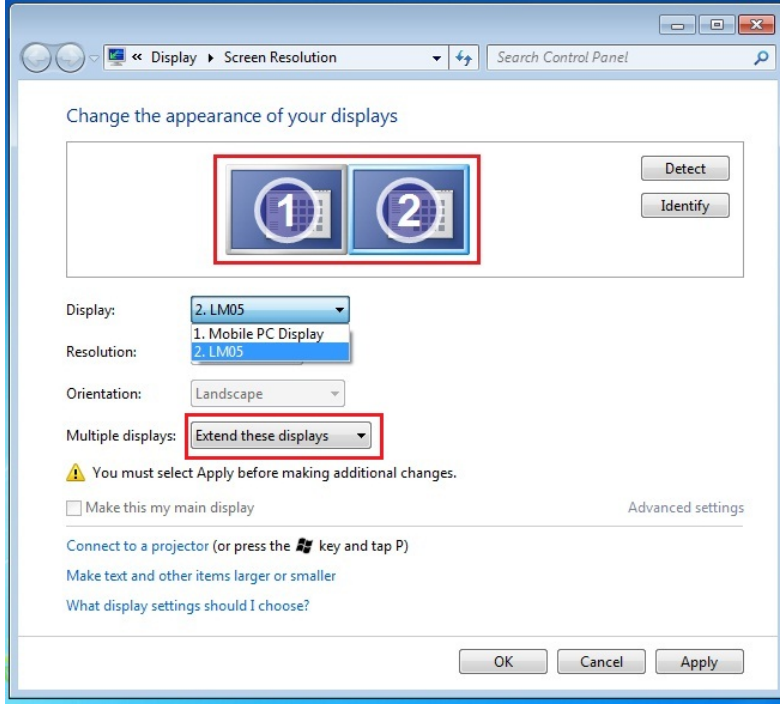 « Display ▸ Screen Resolution
Search Control Panel
Change the appearance of your displays
1
2
Detect
Identify
Display:
2. LM05
1. Mobile PC Display
2. LM05
Resolution:
Orientation:
Landscape
Multiple displays:
Extend these displays
You must select Apply before making additional changes.
Make this my main display
Advanced settings
Connect to a projector (or press the key and tap P)
Make text and other items larger or smaller
What display settings should I choose?
OK
Cancel
Apply